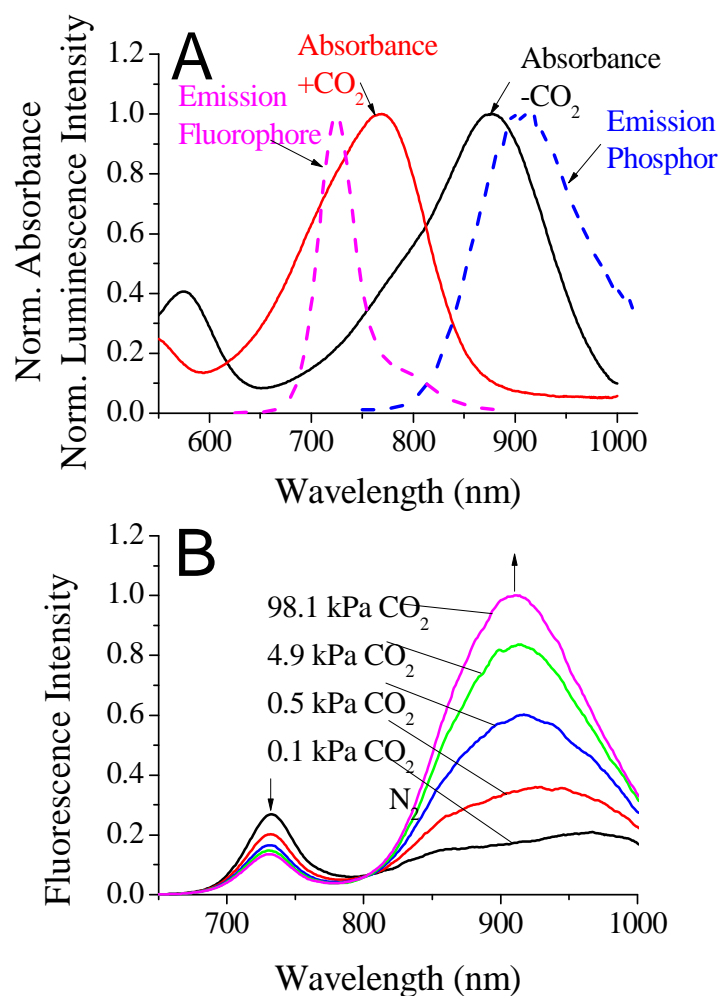 A
Absorbance
+CO2
Absorbance
-CO2
Emission
Fluorophore
Emission
Phosphor
Norm. Absorbance
Norm. Luminescence Intensity
1.2
1.0
0.8
0.6
0.4
0.2
0.0
600 700 800 900 1000
Wavelength (nm)
B
98.1 kPa CO2
4.9 kPa CO2
0.5 kPa CO2
0.1 kPa CO2
N2
Fluorescence Intensity
1.2
1.0
0.8
0.6
0.4
0.2
0.0
700 800 900 1000
Wavelength (nm)